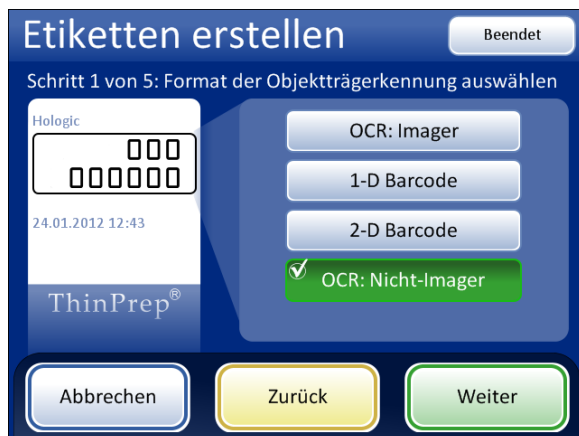 Etiketten erstellen
Beendet
Schritt 1 von 5: Format der Objektträgerkennung auswählen
Hologic
000
000000
24.01.2012 12:43
ThinPrep®
OCR: Imager
1-D Barcode
2-D Barcode
OCR: Nicht-Imager
Abbrechen
Zurück
Weiter